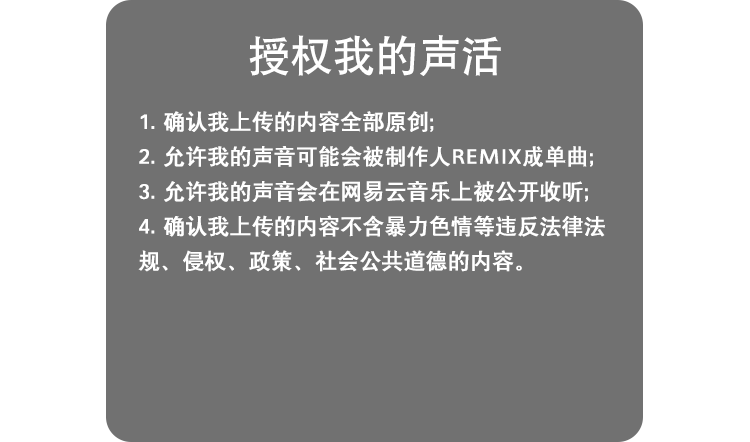 授权我的声活
1. 确认我上传的内容全部原创;
2. 允许我的声音可能会被制作人REMIX成单曲;
3. 允许我的声音会在网易云音乐上被公开收听;
4. 确认我上传的内容不含暴力色情等违反法律法
规、侵权、政策、社会公共道德的内容。